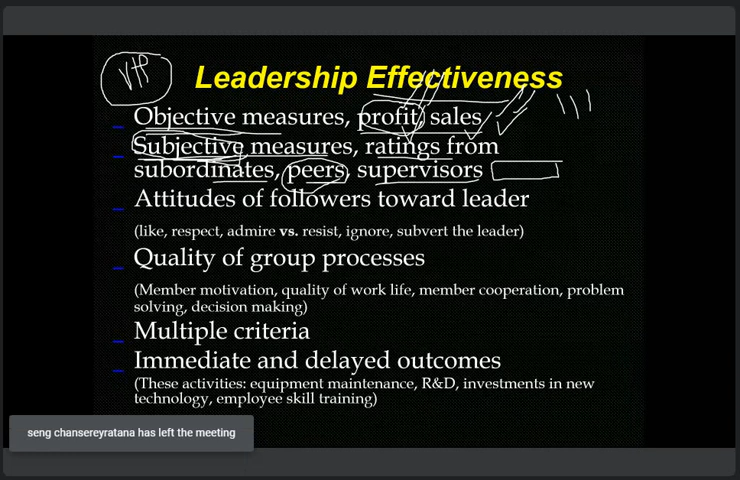 Leadership Effectiveness
Objective measures, profit, sales
Subjective measures, ratings from
subordinates, peers, supervisors
Attitudes of followers toward leader
(like, respect, admire vs. resist, ignore, subvert the leader)
Quality of group processes
(Member motivation, quality of work life, member cooperation, problem
solving, decision making)
Multiple criteria
Immediate and delayed outcomes
(These activities: equipment maintenance, R&D, investments in new
technology, employee skill training)
seng chansereyratana has left the meeting